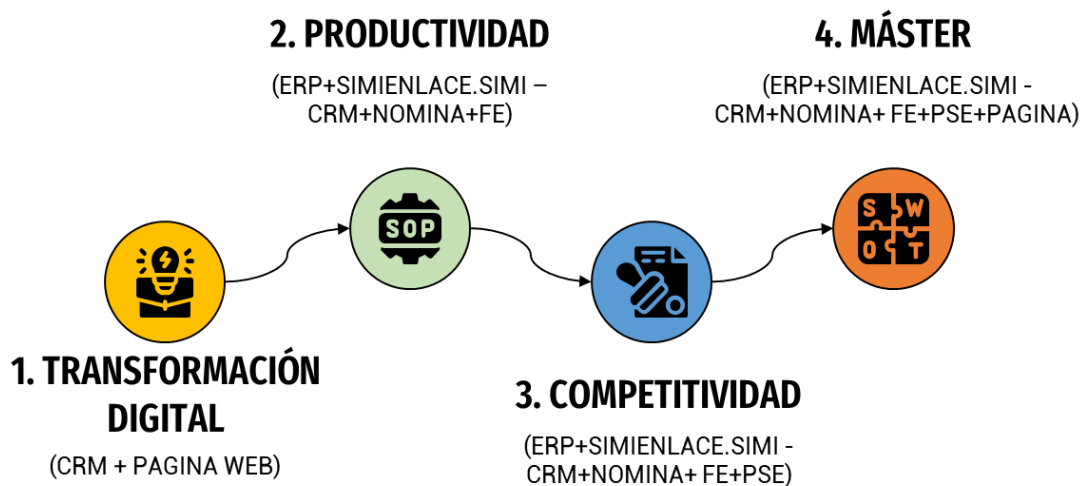 1. TRANSFORMACIÓN
DIGITAL
(CRM + PAGINA WEB)
2. PRODUCTIVIDAD
(ERP+SIMIENLACE.SIMI –
CRM+NOMINA+FE)
SOP
3. COMPETITIVIDAD
(ERP+SIMIENLACE.SIMI -
CRM+NOMINA+ FE+PSE)
4. MÁSTER
(ERP+SIMIENLACE.SIMI -
CRM+NOMINA+ FE+PSE+PAGINA)
S W
O T